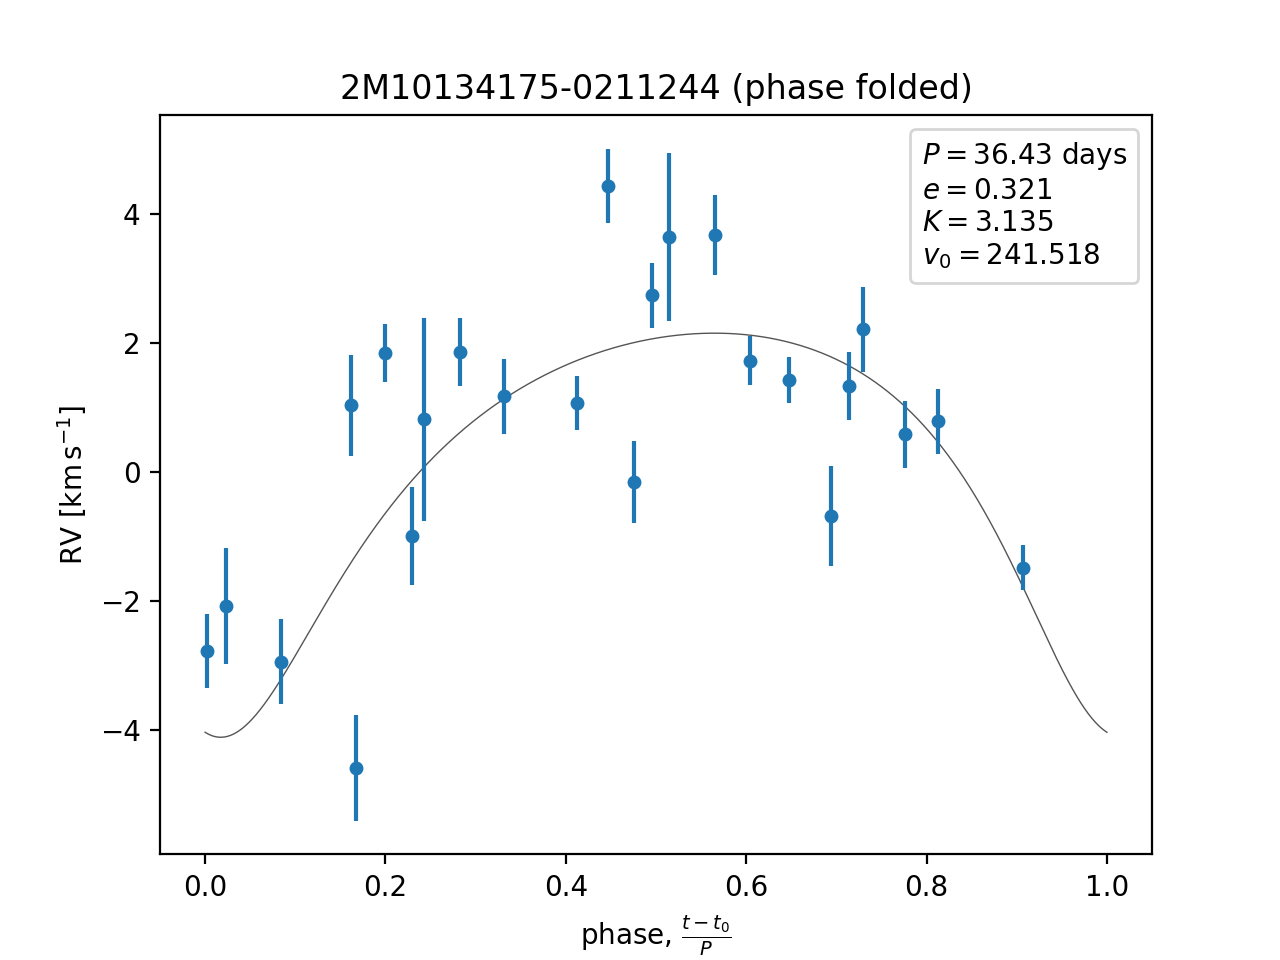 2M10134175-0211244 (phase folded)
P = 36.43 days
e = 0.321
K = 3.135
v₀ = 241.518
RV [km s⁻¹]
4
2
0
−2
−4
0.0 0.2 0.4 0.6 0.8 1.0
phase, (t − t₀)/P